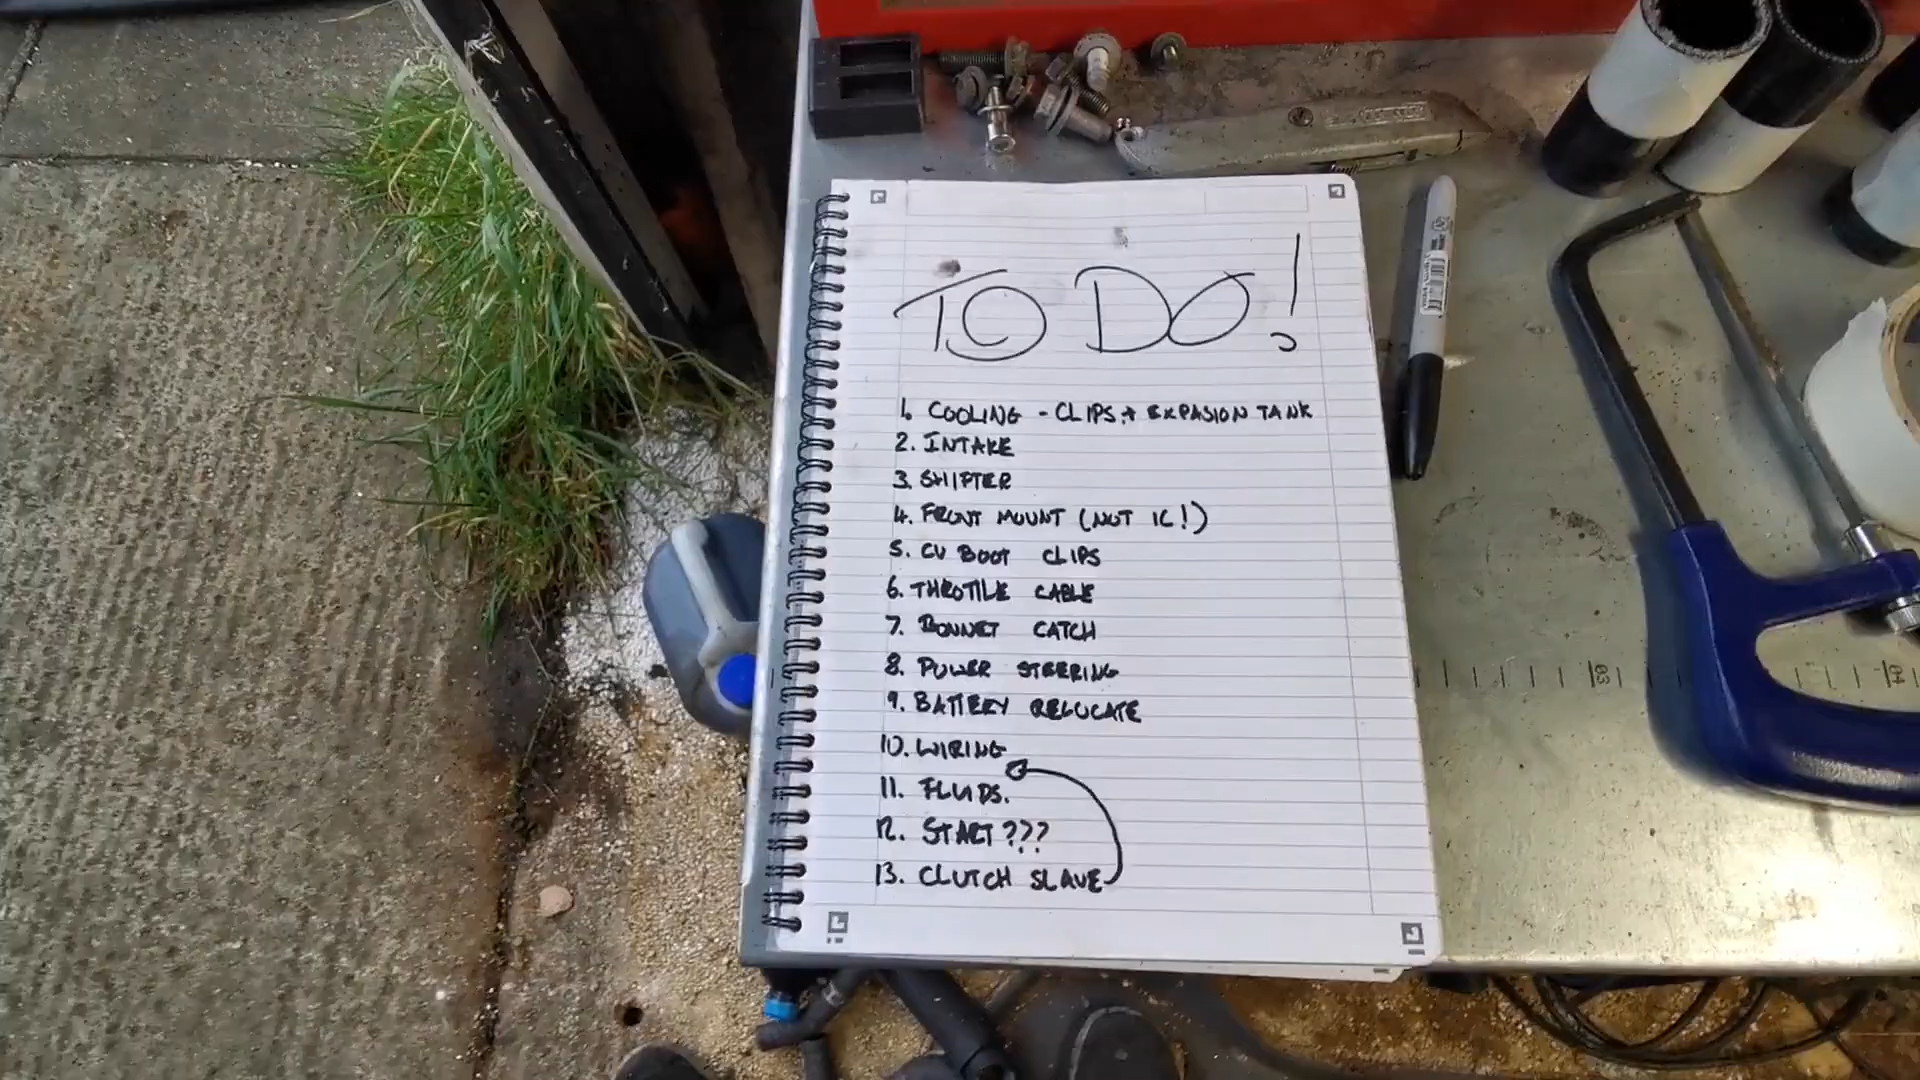 TO DO!
1. COOLING - CLIPS + EXPASION TANK
2. INTAKE
3. SHIFTER
4. FRONT MOUNT (NOT IC!)
5. CV BOOT CLIPS
6. THROTTLE CABLE
7. BONNET CATCH
8. POWER STEERING
9. BATTERY RELOCATE
10. WIRING
11. FLUIDS.
12. START???
13. CLUTCH SLAVE
03
04